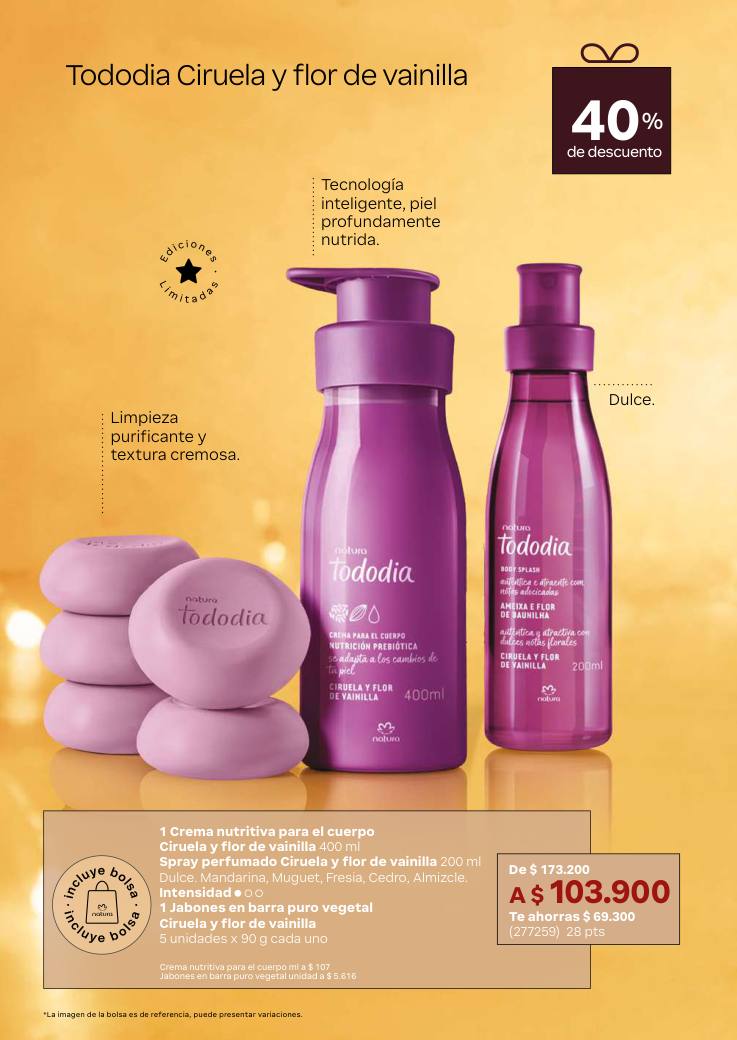 Tododia Ciruela y flor de vainilla
40%
de descuento
Tecnología
inteligente, piel
profundamente
nutrida.
Ediciones
Limitadas
Dulce.
Limpieza
purificante y
textura cremosa.
natura
tododia
natura
tododia
CREMA PARA EL CUERPO
NUTRICIÓN PREBIÓTICA
se adapta a los cambios de
tu piel
CIRUELA Y FLOR
DE VAINILLA 400ml
natura
natura
tododia
BODY SPLASH
autêntica e atraente com
notas adocicadas
AMEIXA E FLOR
DE BAUNILHA
auténtica y atractiva con
dulces notas florales
CIRUELA Y FLOR
DE VAINILLA 200ml
natura
· incluye bolsa ·
natura
incluye bolsa
1 Crema nutritiva para el cuerpo
Ciruela y flor de vainilla 400 ml
Spray perfumado Ciruela y flor de vainilla 200 ml
Dulce. Mandarina, Muguet, Fresia, Cedro, Almizcle.
Intensidad ●○○
1 Jabones en barra puro vegetal
Ciruela y flor de vainilla
5 unidades x 90 g cada uno
Crema nutritiva para el cuerpo ml a $ 107
Jabones en barra puro vegetal unidad a $ 5.616
De $ 173.200
A $ 103.900
Te ahorras $ 69.300
(277259) 28 pts
*La imagen de la bolsa es de referencia, puede presentar variaciones.